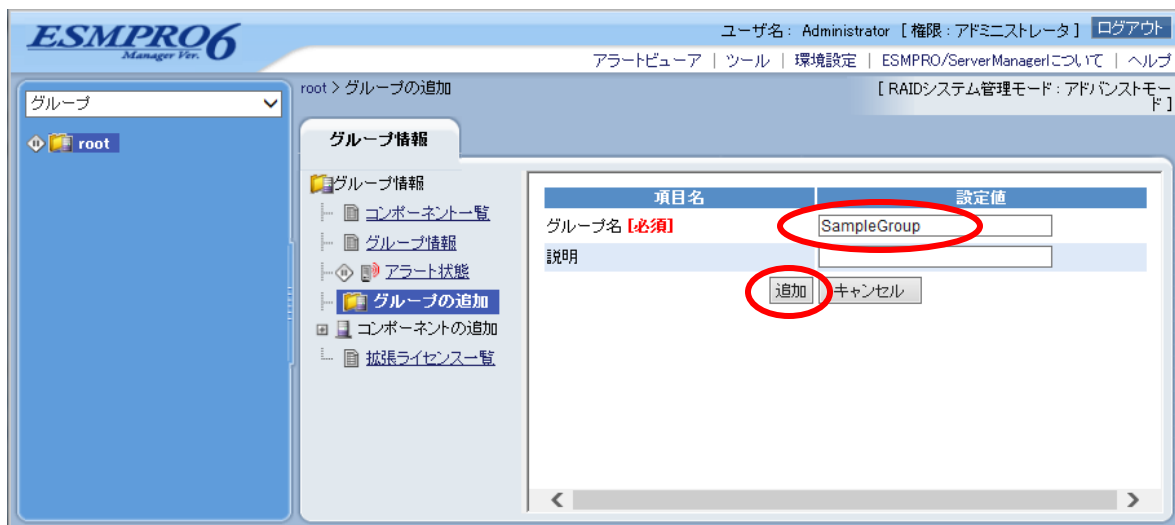 ESMPRO6
Manager Ver.
ユーザ名： Administrator [ 権限：アドミニストレータ ] ログアウト
アラートビューア | ツール | 環境設定 | ESMPRO/ServerManagerについて | ヘルプ
グループ
root
root > グループの追加
[ RAIDシステム管理モード：アドバンストモード ]
グループ情報
グループ情報
コンポーネント一覧
グループ情報
アラート状態
グループの追加
コンポーネントの追加
拡張ライセンス一覧
項目名 設定値
グループ名 [必須] SampleGroup
説明
追加 キャンセル